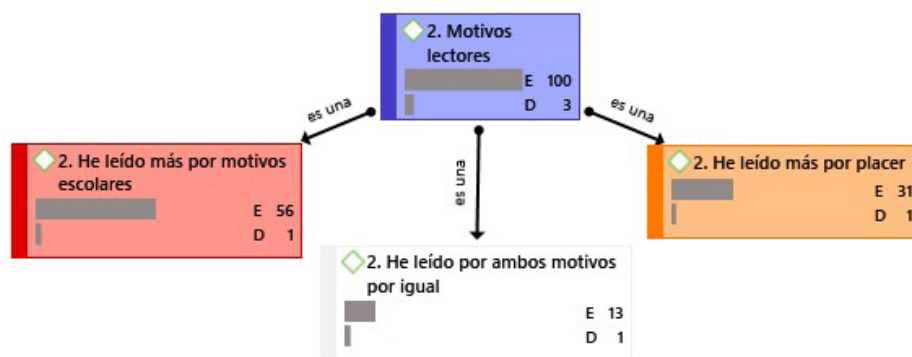 2. Motivos
lectores
E 100
D 3
es una
es una
es una
2. He leído más por motivos
escolares
E 56
D 1
2. He leído más por placer
E 31
D 1
2. He leído por ambos motivos
por igual
E 13
D 1